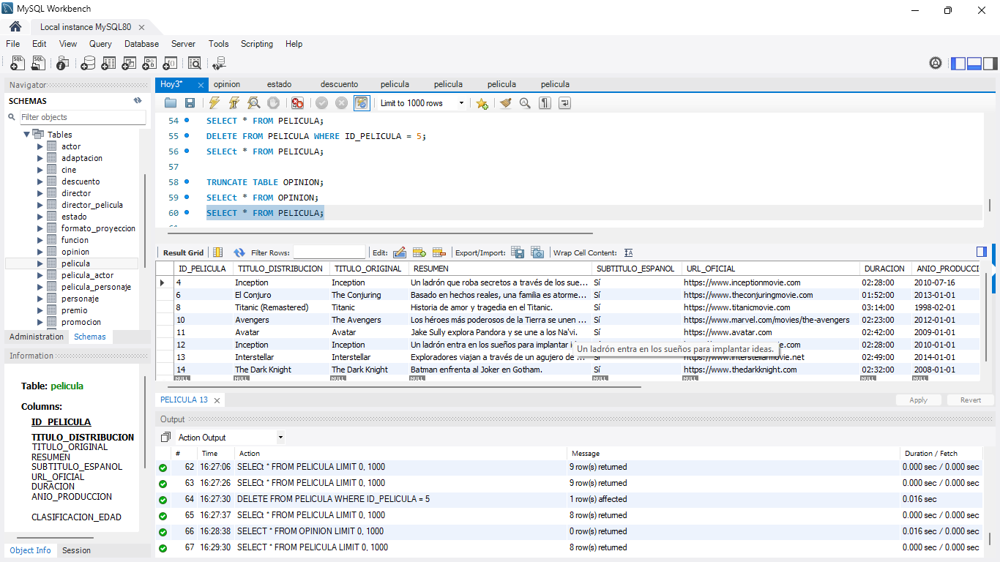 MySQL Workbench
Local instance MySQL80
File Edit View Query Database Server Tools Scripting Help
Navigator
SCHEMAS
Filter objects
Tables
actor
adaptacion
cine
descuento
director
director_pelicula
estado
formato_proyeccion
funcion
opinion
pelicula
pelicula_actor
pelicula_personaje
personaje
premio
promocion
Administration Schemas
Information
Table: pelicula
Columns:
ID_PELICULA
TITULO_DISTRIBUCION
TITULO_ORIGINAL
RESUMEN
SUBTITULO_ESPANOL
URL_OFICIAL
DURACION
ANIO_PRODUCCION
CLASIFICACION_EDAD
Object Info Session
Hoy3* opinion estado descuento pelicula pelicula pelicula pelicula
Limit to 1000 rows
54 SELECT * FROM PELICULA;
55 DELETE FROM PELICULA WHERE ID_PELICULA = 5;
56 SELECt * FROM PELICULA;
57
58 TRUNCATE TABLE OPINION;
59 SELECt * FROM OPINION;
60 SELECT * FROM PELICULA;
Result Grid Filter Rows: Edit: Export/Import: Wrap Cell Content:
ID_PELICULA TITULO_DISTRIBUCION TITULO_ORIGINAL RESUMEN SUBTITULO_ESPANOL URL_OFICIAL DURACION ANIO_PRODUCCI
4 Inception Inception Un ladrón que roba secretos a través de los sue... Sí https://www.inceptionmovie.com 02:28:00 2010-07-16
6 El Conjuro The Conjuring Basado en hechos reales, una familia es atorme... Sí https://www.theconjuringmovie.com 01:52:00 2013-01-01
8 Titanic (Remastered) Titanic Historia de amor y tragedia en el Titanic. Sí https://www.titanicmovie.com 03:14:00 1998-02-01
10 Avengers The Avengers Los héroes más poderosos de la Tierra se unen ... Sí https://www.marvel.com/movies/the-avengers 02:23:00 2012-01-01
11 Avatar Avatar Jake Sully explora Pandora y se une a los Na'vi. Sí https://www.avatar.com 02:42:00 2009-01-01
12 Inception Inception Un ladrón entra en los sueños para implantar 02:28:00 2010-01-01
Un ladrón entra en los sueños para implantar ideas.
13 Interstellar Interstellar Exploradores viajan a través de un agujero de ... Sí https://www.interstellarmovie.net 02:49:00 2014-01-01
14 The Dark Knight The Dark Knight Batman enfrenta al Joker en Gotham. Sí https://www.thedarkknight.com 02:32:00 2008-01-01
NULL NULL NULL NULL NULL NULL NULL NULL
PELICULA 13 Apply Revert
Output
Action Output
# Time Action Message Duration / Fetch
62 16:27:06 SELECt * FROM PELICULA LIMIT 0, 1000 9 row(s) returned 0.000 sec / 0.000 sec
63 16:27:26 SELECt * FROM PELICULA LIMIT 0, 1000 9 row(s) returned 0.000 sec / 0.000 sec
64 16:27:30 DELETE FROM PELICULA WHERE ID_PELICULA = 5 1 row(s) affected 0.016 sec
65 16:27:37 SELECt * FROM PELICULA LIMIT 0, 1000 8 row(s) returned 0.000 sec / 0.000 sec
66 16:28:38 SELECT * FROM OPINION LIMIT 0, 1000 0 row(s) returned 0.016 sec / 0.000 sec
67 16:29:30 SELECT * FROM PELICULA LIMIT 0, 1000 8 row(s) returned 0.000 sec / 0.000 sec